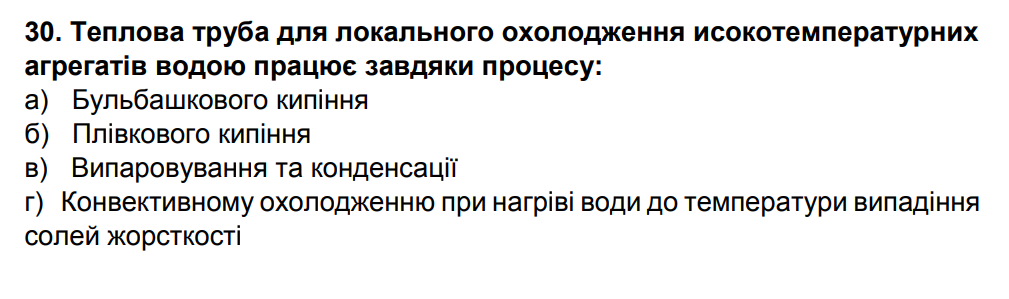 30. Теплова труба для локального охолодження исокотемпературних
агрегатів водою працює завдяки процесу:
а) Бульбашкового кипіння
б) Плівкового кипіння
в) Випаровування та конденсації
г) Конвективному охолодженню при нагріві води до температури випадіння
солей жорсткості